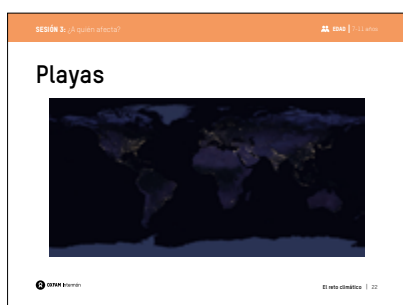 SESIÓN 3: ¿A quién afecta?
EDAD | 7-11 años
Playas
OXFAM Intermón
El reto climático | 22